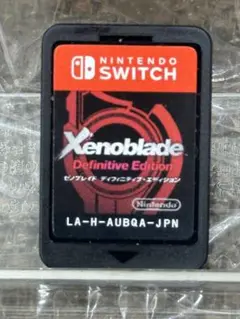 NINTENDO
SWITCH
Xenoblade
Definitive Edition
ゼノブレイド ディフィニティブ・エディション
Nintendo
LA-H-AUBQA-JPN